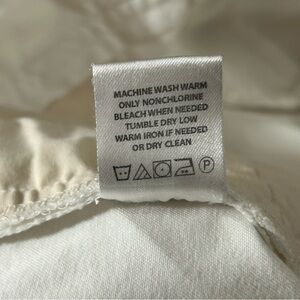 MACHINE WASH WARM
ONLY NONCHLORINE
BLEACH WHEN NEEDED
TUMBLE DRY LOW
WARM IRON IF NEEDED
OR DRY CLEAN
P